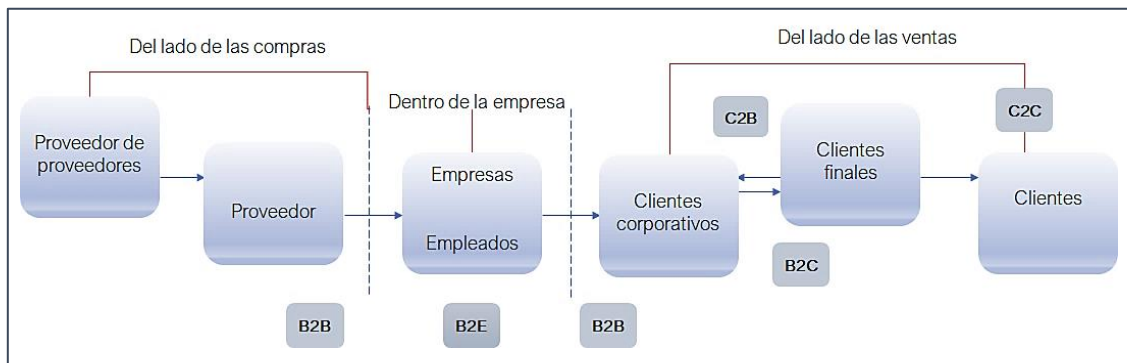 Del lado de las compras
Del lado de las ventas
Dentro de la empresa
Proveedor de
proveedores
Proveedor
Empresas
Empleados
Clientes
corporativos
C2B
Clientes
finales
C2C
Clientes
B2C
B2B
B2E
B2B